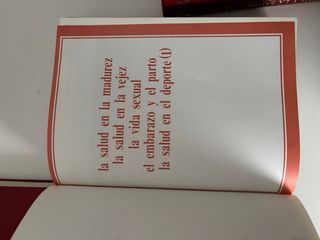 la salud en la madurez
la salud en la vejez
la vida sexual
el embarazo y el parto
la salud en el deporte (I)